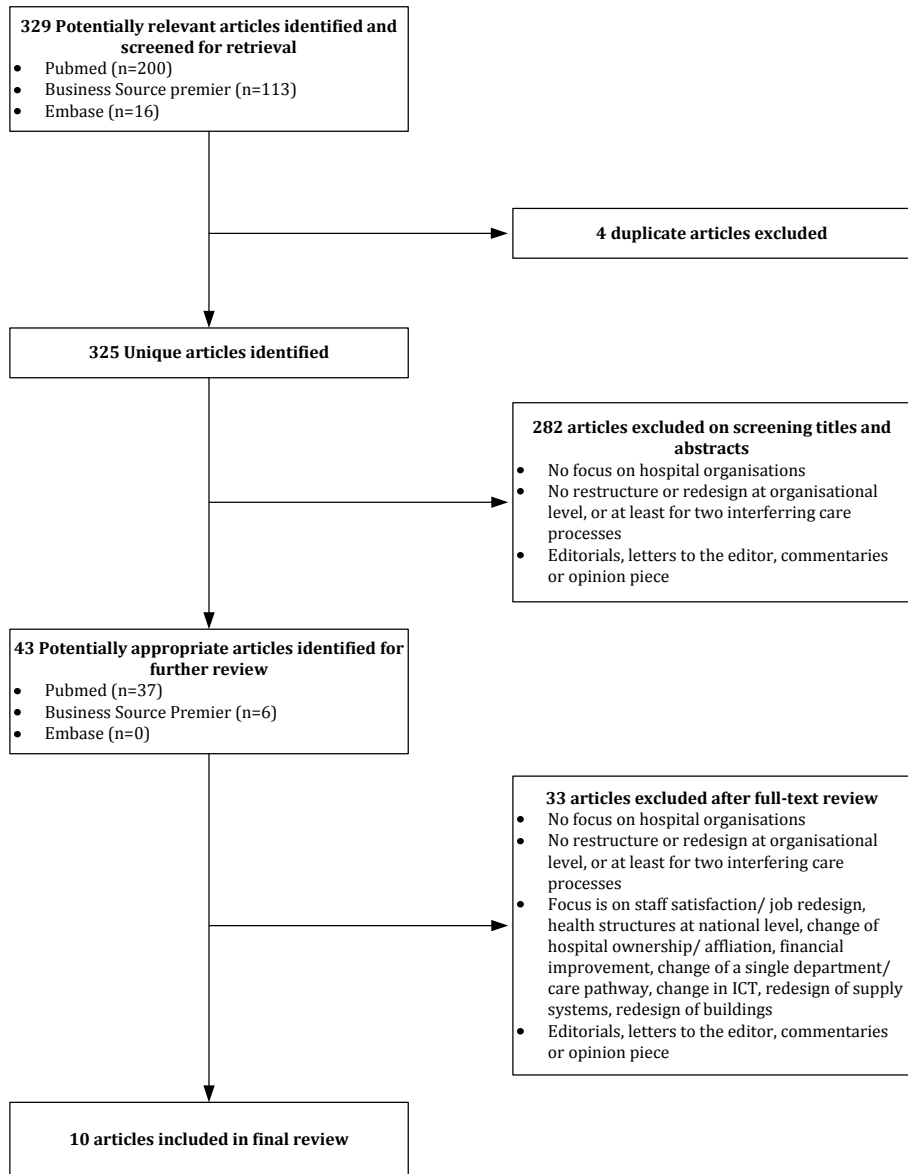 329 Potentially relevant articles identified and
screened for retrieval
• Pubmed (n=200)
• Business Source premier (n=113)
• Embase (n=16)
4 duplicate articles excluded
325 Unique articles identified
282 articles excluded on screening titles and
abstracts
• No focus on hospital organisations
• No restructure or redesign at organisational
level, or at least for two interferring care
processes
• Editorials, letters to the editor, commentaries
or opinion piece
43 Potentially appropriate articles identified for
further review
• Pubmed (n=37)
• Business Source Premier (n=6)
• Embase (n=0)
33 articles excluded after full-text review
• No focus on hospital organisations
• No restructure or redesign at organisational
level, or at least for two interfering care
processes
• Focus is on staff satisfaction/ job redesign,
health structures at national level, change of
hospital ownership/ affliation, financial
improvement, change of a single department/
care pathway, change in ICT, redesign of supply
systems, redesign of buildings
• Editorials, letters to the editor, commentaries
or opinion piece
10 articles included in final review